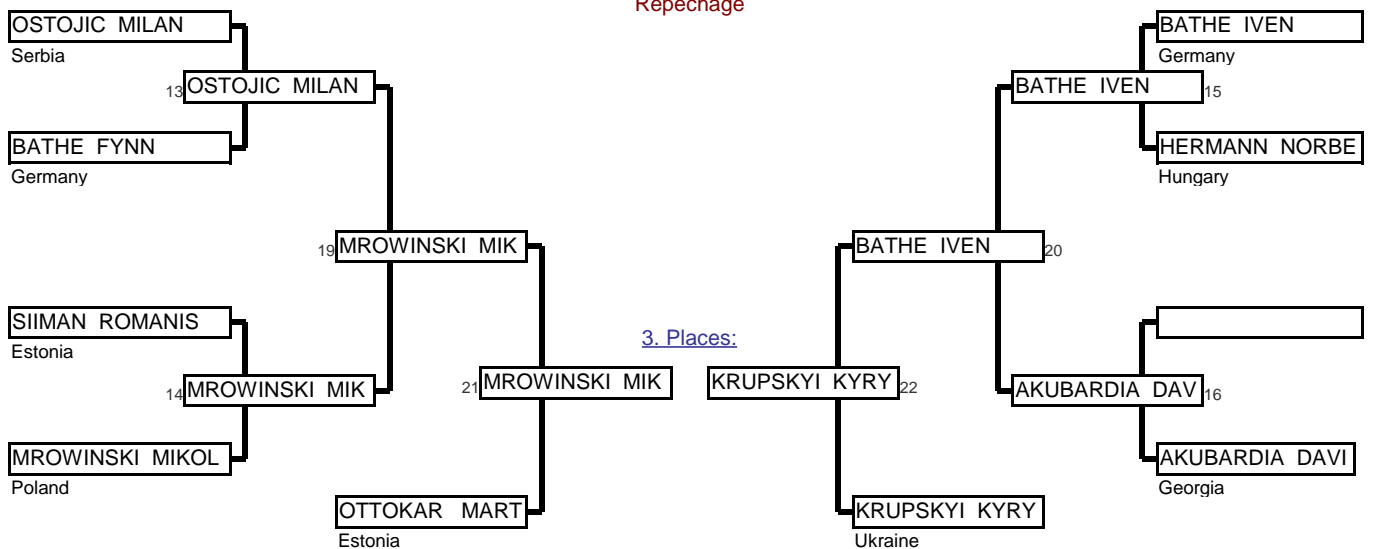 Repechage
OSTOJIC MILAN
Serbia
13 OSTOJIC MILAN
BATHE FYNN
Germany
19 MROWINSKI MIK
SIIMAN ROMANIS
Estonia
14 MROWINSKI MIK
MROWINSKI MIKOL
Poland
21 MROWINSKI MIK
OTTOKAR MART
Estonia
3. Places:
BATHE IVEN
Germany
BATHE IVEN 15
HERMANN NORBE
Hungary
BATHE IVEN 20
AKUBARDIA DAV 16
AKUBARDIA DAVI
Georgia
KRUPSKYI KYRY 22
KRUPSKYI KYRY
Ukraine